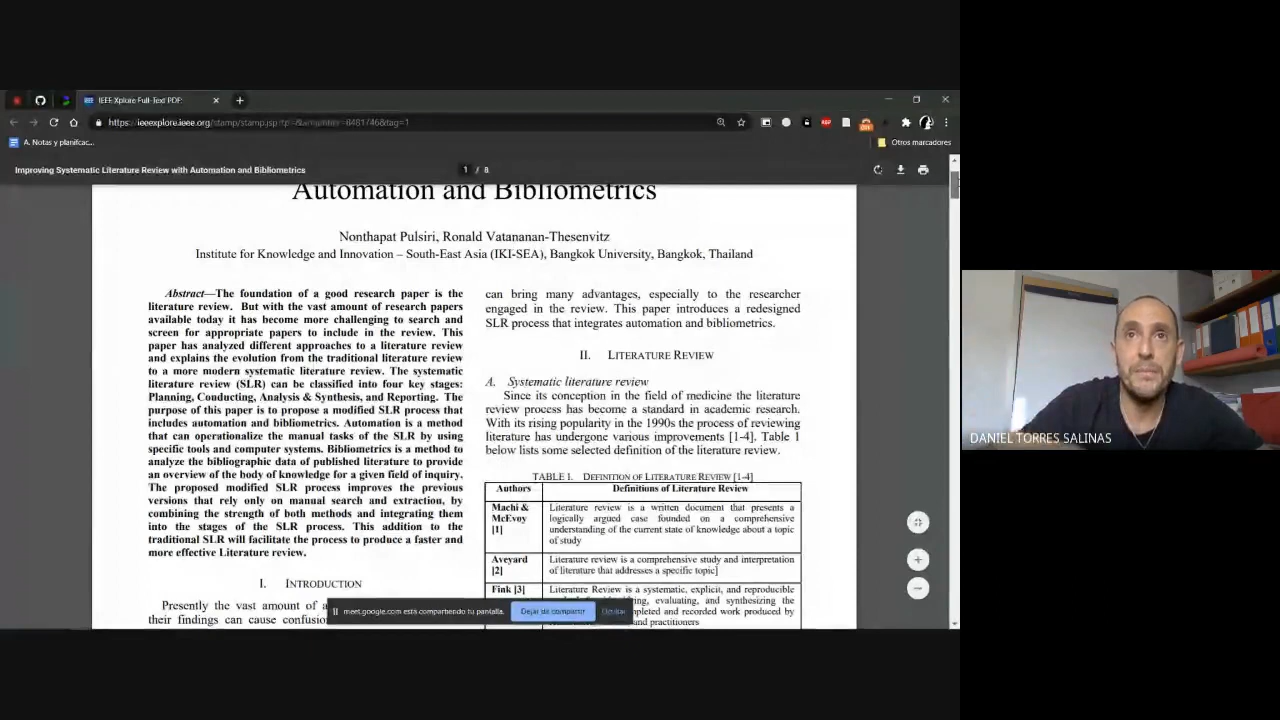 IEEE Xplore Full-Text PDF:
https://ieeexplore.ieee.org/stamp/stamp.jsp
A. Notas y planifcac...
Otros marcadores
Improving Systematic Literature Review with Automation and Bibliometrics
1 / 8
Automation and Bibliometrics
Nonthapat Pulsiri, Ronald Vatananan-Thesenvitz
Institute for Knowledge and Innovation – South-East Asia (IKI-SEA), Bangkok University, Bangkok, Thailand
Abstract—The foundation of a good research paper is the
literature review. But with the vast amount of research papers
available today it has become more challenging to search and
screen for appropriate papers to include in the review. This
paper has analyzed different approaches to a literature review
and explains the evolution from the traditional literature review
to a more modern systematic literature review. The systematic
literature review (SLR) can be classified into four key stages:
Planning, Conducting, Analysis & Synthesis, and Reporting. The
purpose of this paper is to propose a modified SLR process that
includes automation and bibliometrics. Automation is a method
that can operationalize the manual tasks of the SLR by using
specific tools and computer systems. Bibliometrics is a method to
analyze the bibliographic data of published literature to provide
an overview of the body of knowledge for a given field of inquiry.
The proposed modified SLR process improves the previous
versions that rely only on manual search and extraction, by
combining the strength of both methods and integrating them
into the stages of the SLR process. This addition to the
traditional SLR will facilitate the process to produce a faster and
more effective Literature review.
I. INTRODUCTION
Presently the vast amount of
their findings can cause
can bring many advantages, especially to the researcher
engaged in the review. This paper introduces a redesigned
SLR process that integrates automation and bibliometrics.
II. LITERATURE REVIEW
A. Systematic literature review
Since its conception in the field of medicine the literature
review process has become a standard in academic research.
With its rising popularity in the 1990s the process of reviewing
literature has undergone various improvements [1-4]. Table 1
below lists some selected definition of the literature review.
TABLE 1. DEFINITION OF LITERATURE REVIEW [1-4]
Authors Definitions of Literature Review
Machi & McEvoy [1] Literature review is a written document that presents a
logically argued case founded on a comprehensive
understanding of the current state of knowledge about a topic
of study
Aveyard [2] Literature review is a comprehensive study and interpretation
of literature that addresses a specific topic]
Fink [3] Literature Review is a systematic, explicit, and reproducible
evaluating, and synthesizing the
and recorded work produced by
and practitioners
meet.google.com está compartiendo tu pantalla.
Dejar de compartir
Ocultar
DANIEL TORRES SALINAS